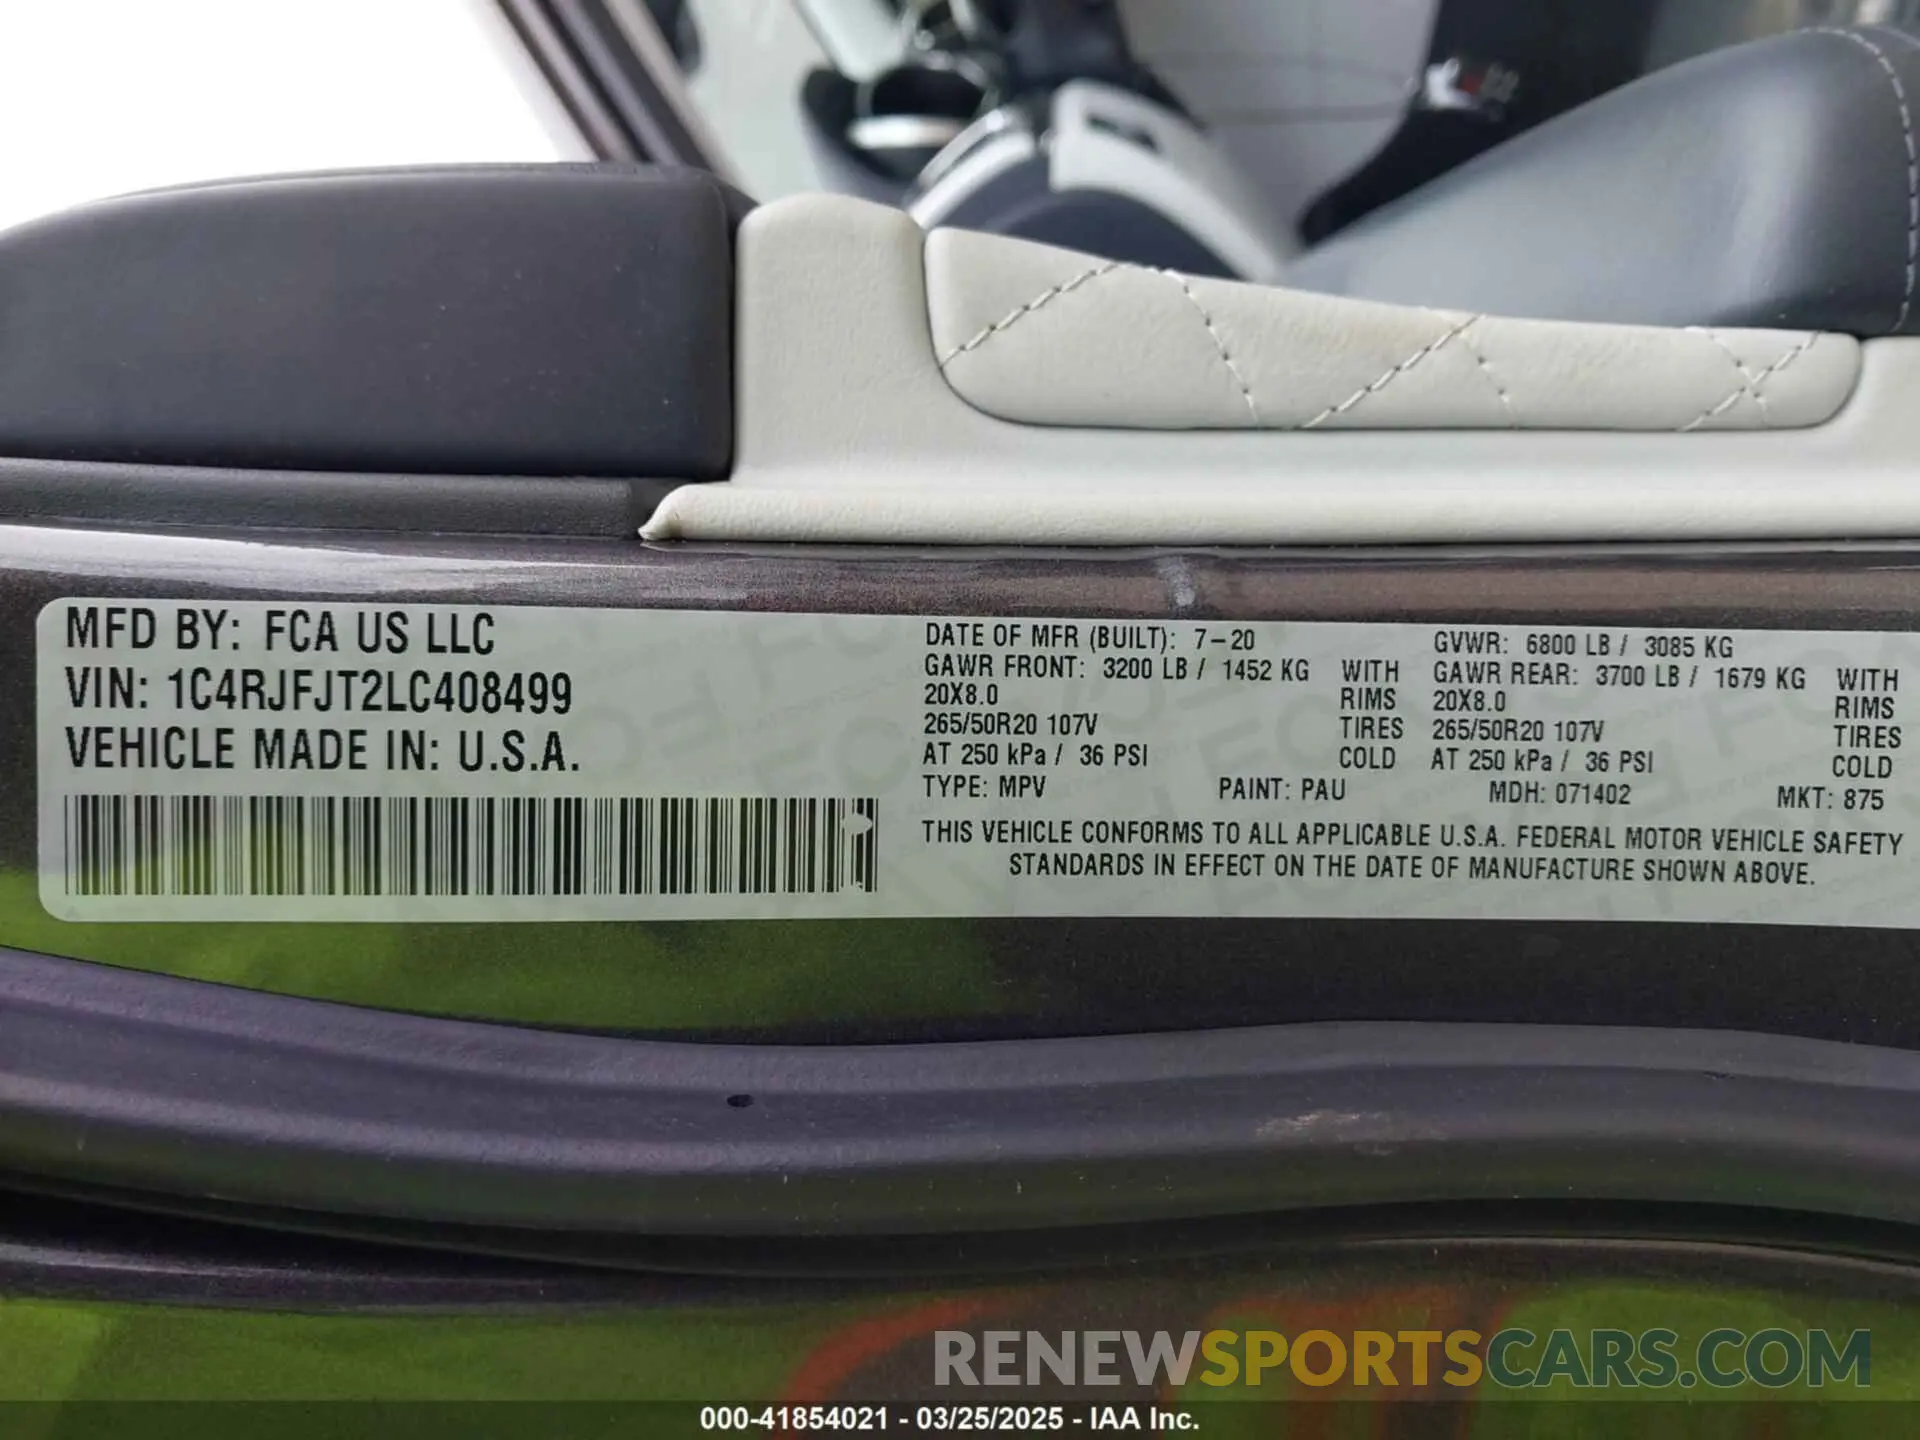 MFD BY: FCA US LLC
VIN: 1C4RJFJT2LC408499
VEHICLE MADE IN: U.S.A.
DATE OF MFR (BUILT): 7-20 GVWR: 6800 LB / 3085 KG
GAWR FRONT: 3200 LB / 1452 KG WITH GAWR REAR: 3700 LB / 1679 KG WITH
20X8.0 RIMS 20X8.0 RIMS
265/50R20 107V TIRES 265/50R20 107V TIRES
AT 250 kPa / 36 PSI COLD AT 250 kPa / 36 PSI COLD
TYPE: MPV PAINT: PAU MDH: 071402 MKT: 875
THIS VEHICLE CONFORMS TO ALL APPLICABLE U.S.A. FEDERAL MOTOR VEHICLE SAFETY
STANDARDS IN EFFECT ON THE DATE OF MANUFACTURE SHOWN ABOVE.
RENEWSPORTSCARS.COM
000-41854021 - 03/25/2025 - IAA Inc.